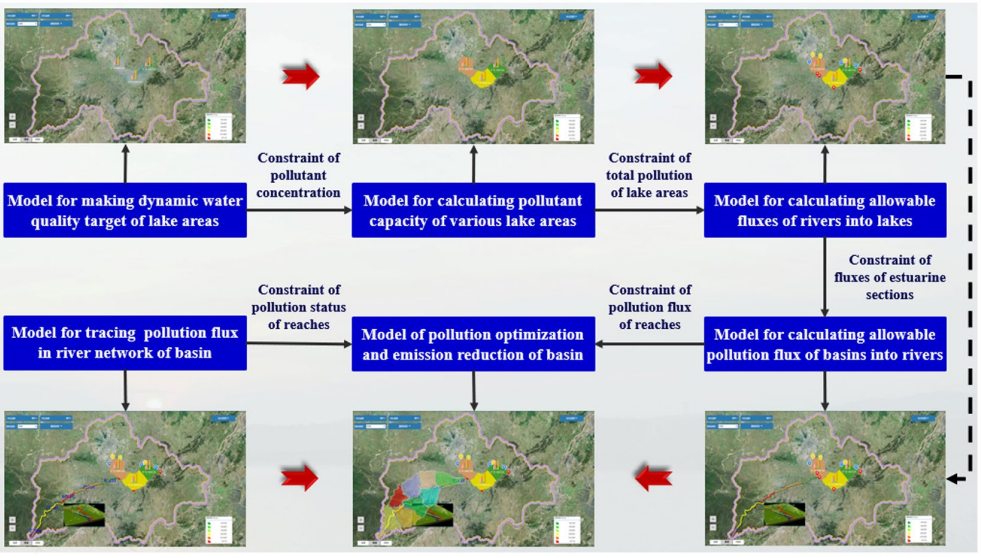 Constraint of
pollutant
concentration
Constraint of
total pollution
of lake areas
Model for making dynamic water
quality target of lake areas
Model for calculating pollutant
capacity of various lake areas
Model for calculating allowable
fluxes of rivers into lakes
Constraint of
fluxes of estuarine
sections
Constraint of
pollution status
of reaches
Constraint of
pollution flux
of reaches
Model for tracing pollution flux
in river network of basin
Model of pollution optimization
and emission reduction of basin
Model for calculating allowable
pollution flux of basins into rivers